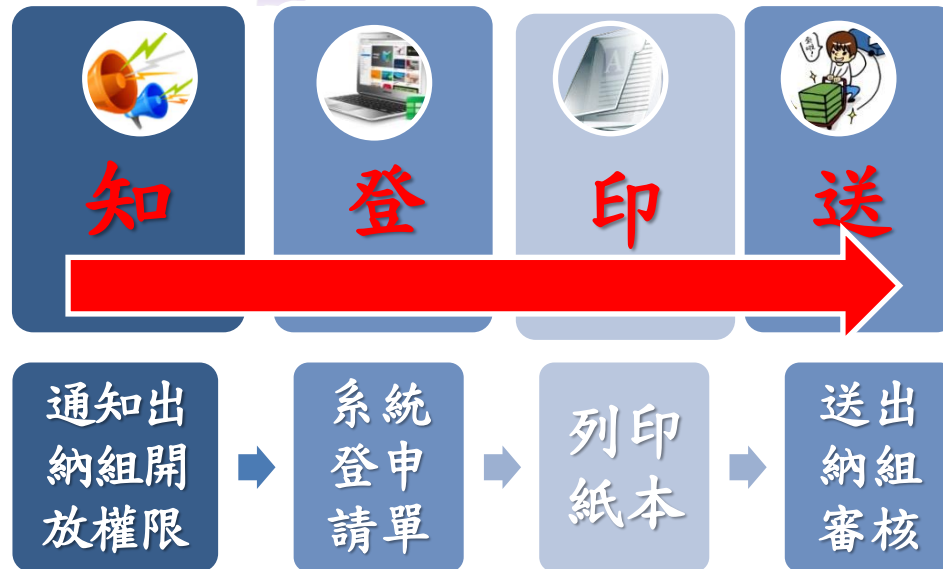 知
登
印
送
通知出
納組開
放權限
系統
登申
請單
列印
紙本
送出
納組
審核